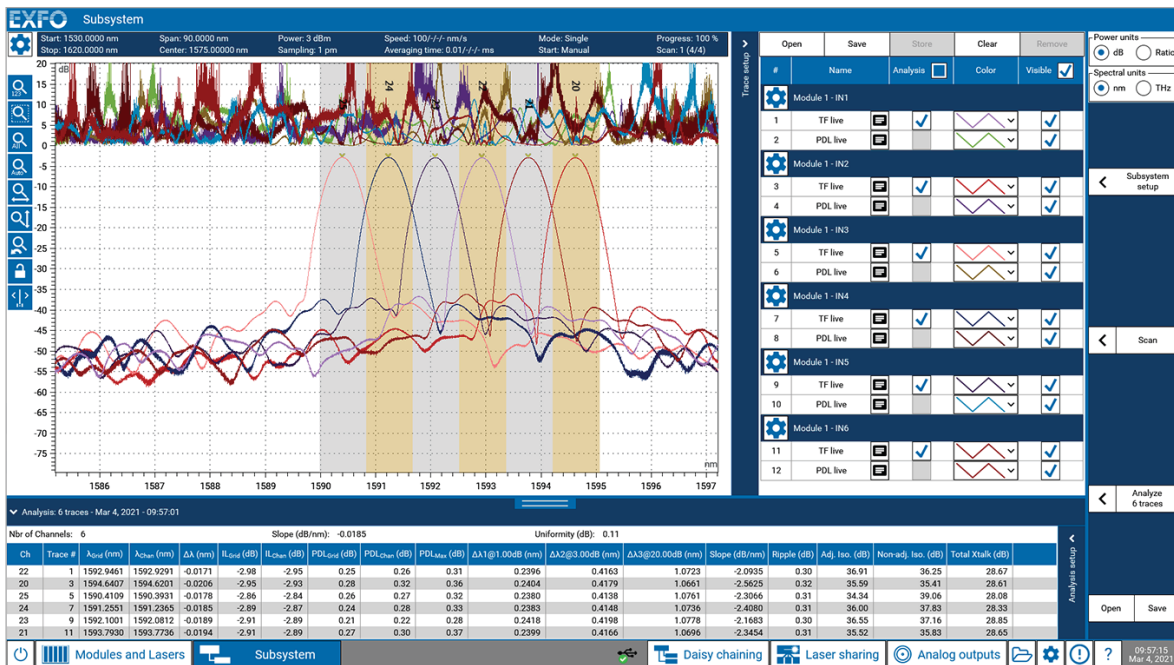 EXFO Subsystem
Start: 1530.0000 nm Span: 90.0000 nm Power: 3 dBm Speed: 100/-/-/- nm/s Mode: Single Progress: 100 %
Stop: 1620.0000 nm Center: 1575.00000 nm Sampling: 1 pm Averaging time: 0.01/-/-/- ms Start: Manual Scan: 1 (4/4)
123
All
Auto
20 dB
15
10
5
0
-5
-10
-15
-20
-25
-30
-35
-40
-45
-50
-55
-60
-65
-70
-75
25 24 23 22 21 20
nm
1586 1587 1588 1589 1590 1591 1592 1593 1594 1595 1596 1597
Trace setup
Open Save Store Clear Remove
# Name Analysis Color Visible
Module 1 - IN1
1 TF live
2 PDL live
Module 1 - IN2
3 TF live
4 PDL live
Module 1 - IN3
5 TF live
6 PDL live
Module 1 - IN4
7 TF live
8 PDL live
Module 1 - IN5
9 TF live
10 PDL live
Module 1 - IN6
11 TF live
12 PDL live
Power units
dB Ratio
Spectral units
nm THz
Subsystem
setup
Scan
Analyze
6 traces
Open Save
Analysis: 6 traces - Mar 4, 2021 - 09:57:01
Nbr of Channels: 6 Slope (dB/nm): -0.0185 Uniformity (dB): 0.11
Ch Trace # λGrid (nm) λChan (nm) Δλ (nm) ILGrid (dB) ILChan (dB) PDLGrid (dB) PDLChan (dB) PDLMax (dB) Δλ1@1.00dB (nm) Δλ2@3.00dB (nm) Δλ3@20.00dB (nm) Slope (dB/nm) Ripple (dB) Adj. Iso. (dB) Non-adj. Iso. (dB) Total Xtalk (dB)
22 1 1592.9461 1592.9291 -0.0171 -2.98 -2.95 0.25 0.26 0.31 0.2396 0.4163 1.0723 -2.0935 0.30 36.91 36.25 28.67
20 3 1594.6407 1594.6201 -0.0206 -2.95 -2.93 0.28 0.32 0.36 0.2404 0.4179 1.0661 -2.5625 0.32 35.59 35.41 28.61
25 5 1590.4109 1590.3931 -0.0178 -2.86 -2.84 0.26 0.27 0.32 0.2380 0.4138 1.0761 -2.3066 0.31 34.34 39.06 28.08
24 7 1591.2551 1591.2365 -0.0185 -2.89 -2.87 0.24 0.28 0.33 0.2383 0.4148 1.0736 -2.4080 0.31 36.00 37.83 28.33
23 9 1592.1001 1592.0812 -0.0189 -2.91 -2.89 0.21 0.22 0.28 0.2418 0.4198 1.0778 -2.1683 0.30 36.55 37.16 28.85
21 11 1593.7930 1593.7736 -0.0194 -2.91 -2.89 0.27 0.30 0.37 0.2399 0.4166 1.0696 -2.3454 0.31 35.52 35.83 28.65
Analysis setup
Modules and Lasers Subsystem Daisy chaining Laser sharing Analog outputs ? 09:57:15
Mar 4, 2021